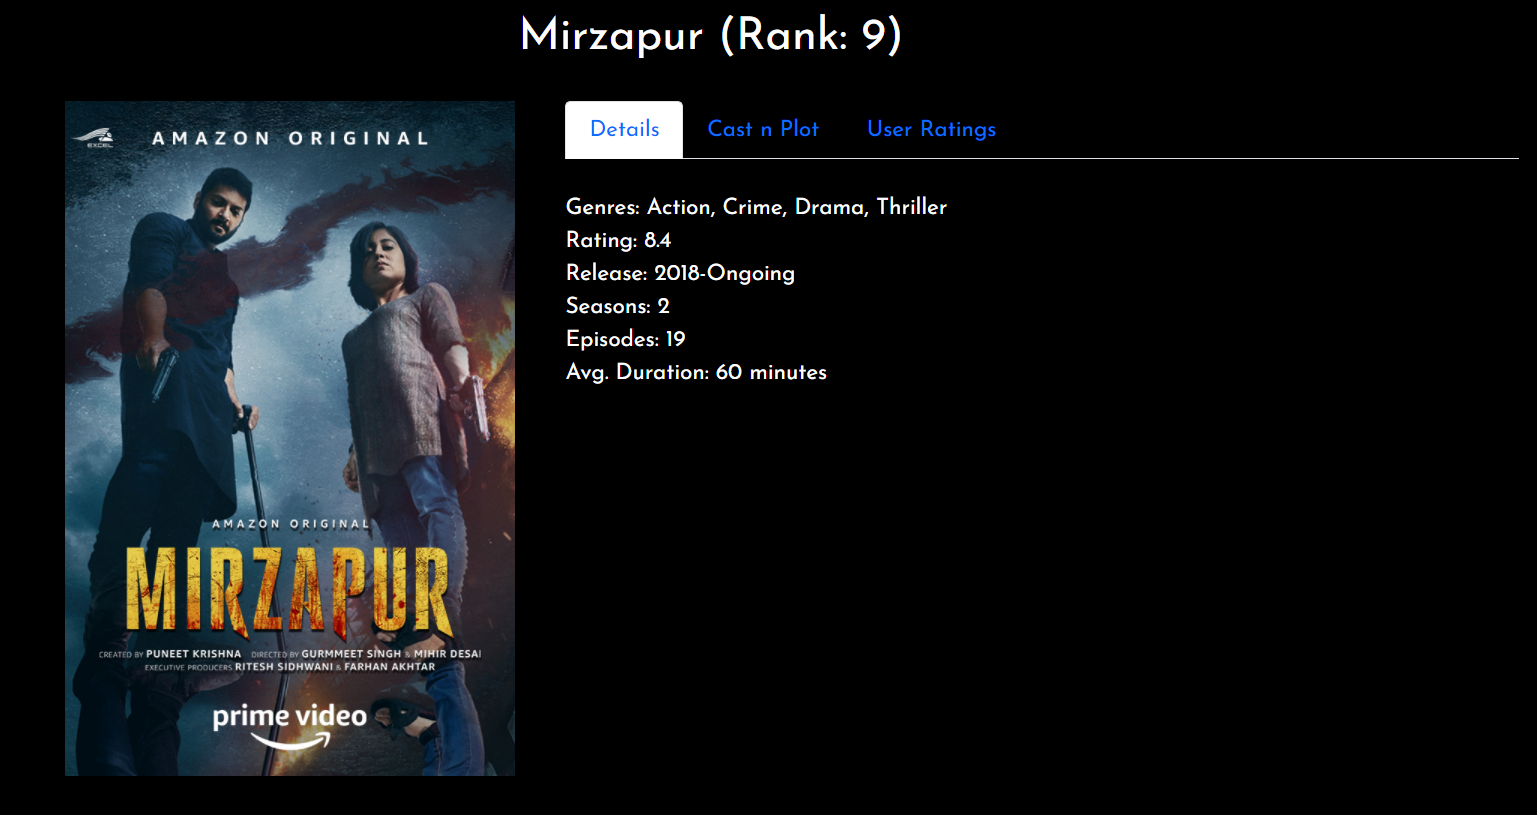 Mirzapur (Rank: 9)
EXCEL
AMAZON ORIGINAL
AMAZON ORIGINAL
MIRZAPUR
CREATED BY PUNEET KRISHNA DIRECTED BY GURMMEET SINGH & MIHIR DESAI
EXECUTIVE PRODUCERS RITESH SIDHWANI & FARHAN AKHTAR
prime video
Details Cast n Plot User Ratings
Genres: Action, Crime, Drama, Thriller
Rating: 8.4
Release: 2018-Ongoing
Seasons: 2
Episodes: 19
Avg. Duration: 60 minutes